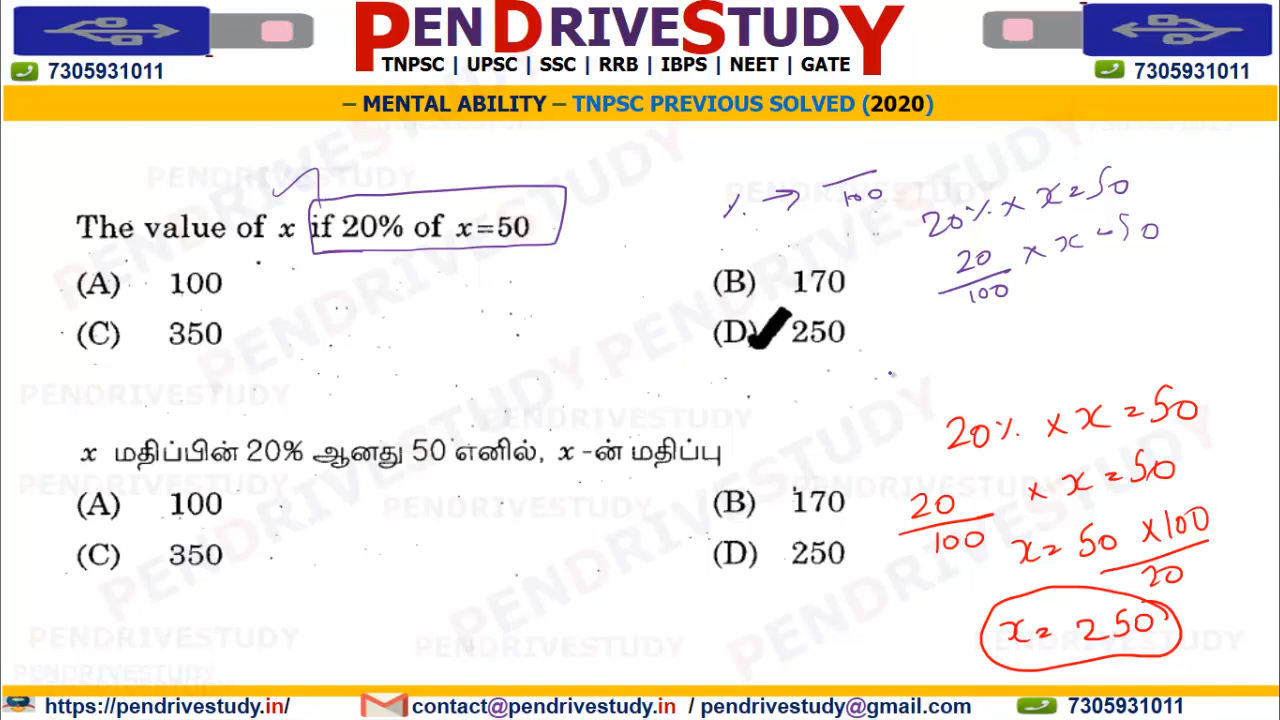 PENDRIVESTUDY
TNPSC | UPSC | SSC | RRB | IBPS | NEET | GATE
7305931011
7305931011
– MENTAL ABILITY – TNPSC PREVIOUS SOLVED (2020)
The value of x if 20% of x=50
(A) 100
(B) 170
(C) 350
(D) 250
% → /100
20% × x = 50
20/100 × x = 50
x மதிப்பின் 20% ஆனது 50 எனில், x -ன் மதிப்பு
(A) 100
(B) 170
(C) 350
(D) 250
20% × x = 50
20/100 × x = 50
x = 50 × 100/20
x = 250
PENDRIVESTUDY
https://pendrivestudy.in/
contact@pendrivestudy.in / pendrivestudy@gmail.com
7305931011